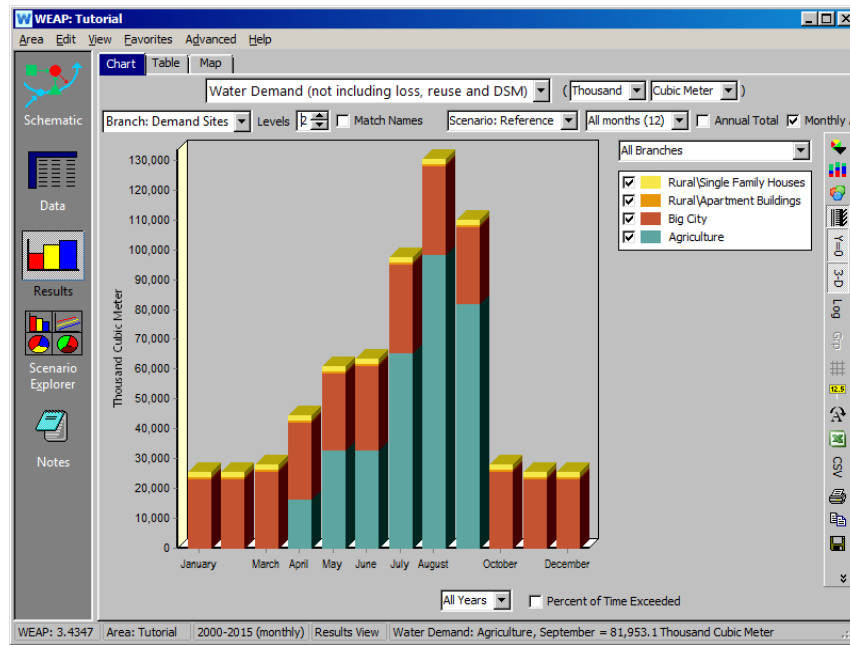 WEAP: Tutorial
Area Edit View Favorites Advanced Help
Chart Table Map
Water Demand (not including loss, reuse and DSM) ( Thousand Cubic Meter )
Branch: Demand Sites Levels 2 Match Names Scenario: Reference All months (12) Annual Total Monthly
Schematic
Data
Results
Scenario
Explorer
Notes
All Branches
Rural\Single Family Houses
Rural\Apartment Buildings
Big City
Agriculture
Thousand Cubic Meter
130,000
120,000
110,000
100,000
90,000
80,000
70,000
60,000
50,000
40,000
30,000
20,000
10,000
0
January March April May June July August October December
Y=0
3-D
Log
Grp
12.5
A
CSV
All Years Percent of Time Exceeded
WEAP: 3.4347 Area: Tutorial 2000-2015 (monthly) Results View Water Demand: Agriculture, September = 81,953.1 Thousand Cubic Meter